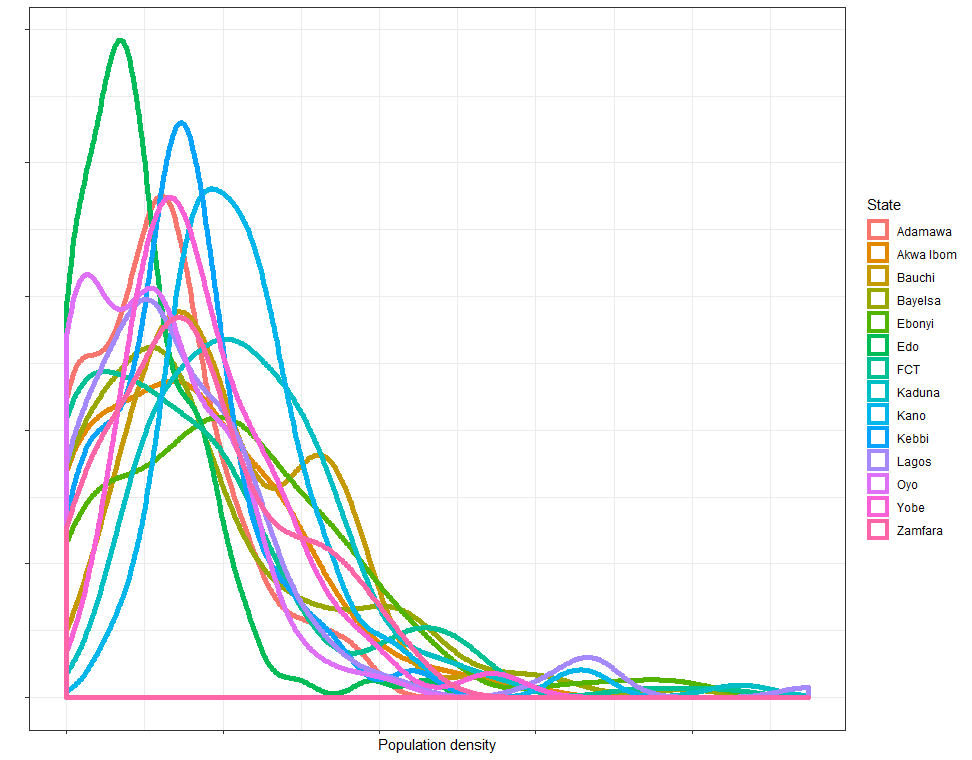 State
Adamawa
Akwa Ibom
Bauchi
Bayelsa
Ebonyi
Edo
FCT
Kaduna
Kano
Kebbi
Lagos
Oyo
Yobe
Zamfara
Population density